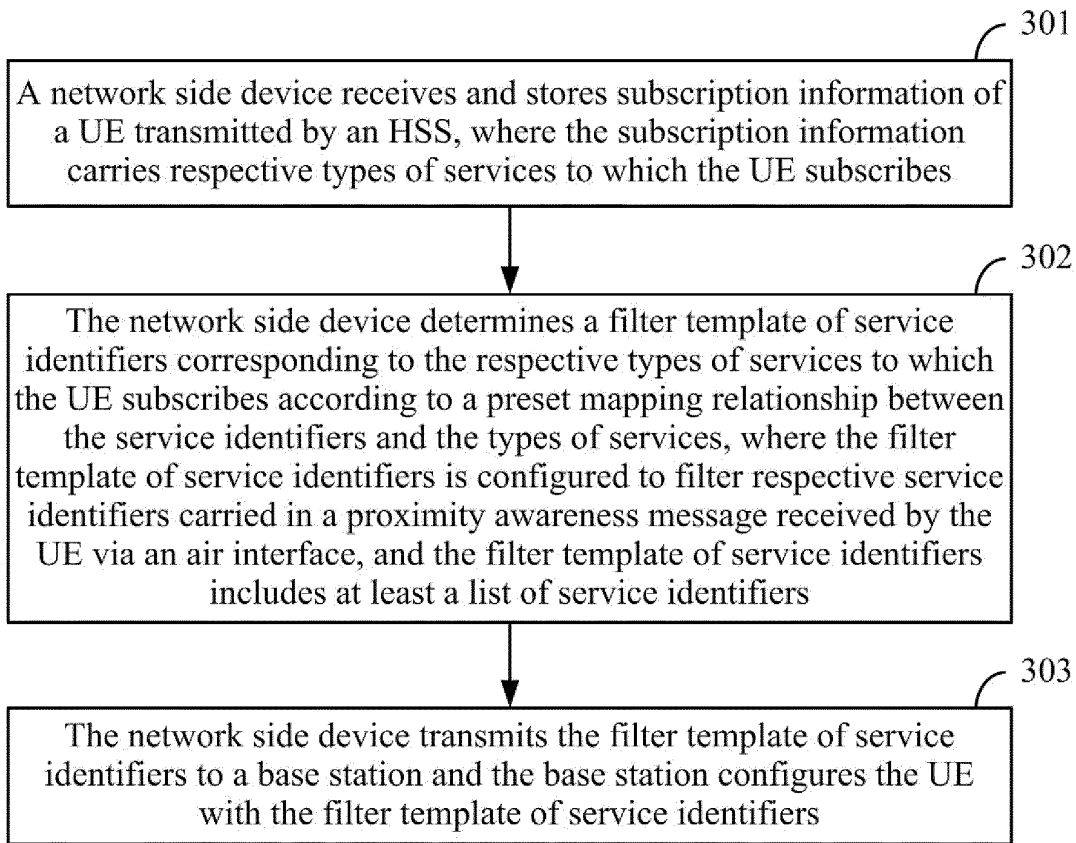 301
A network side device receives and stores subscription information of
a UE transmitted by an HSS, where the subscription information
carries respective types of services to which the UE subscribes
302
The network side device determines a filter template of service
identifiers corresponding to the respective types of services to which
the UE subscribes according to a preset mapping relationship between
the service identifiers and the types of services, where the filter
template of service identifiers is configured to filter respective service
identifiers carried in a proximity awareness message received by the
UE via an air interface, and the filter template of service identifiers
includes at least a list of service identifiers
303
The network side device transmits the filter template of service
identifiers to a base station and the base station configures the UE
with the filter template of service identifiers